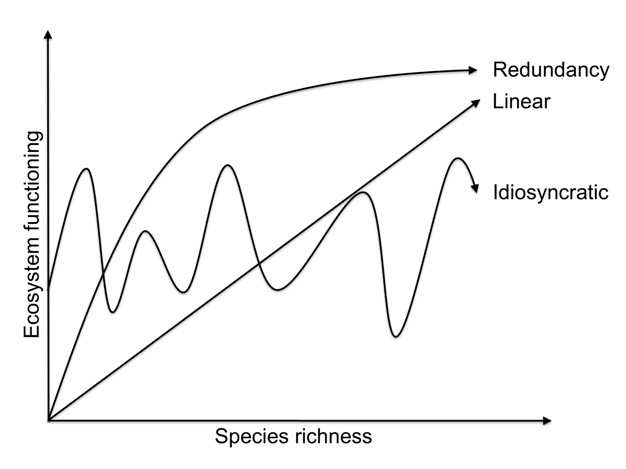 Redundancy
Linear
Idiosyncratic
Ecosystem functioning
Species richness